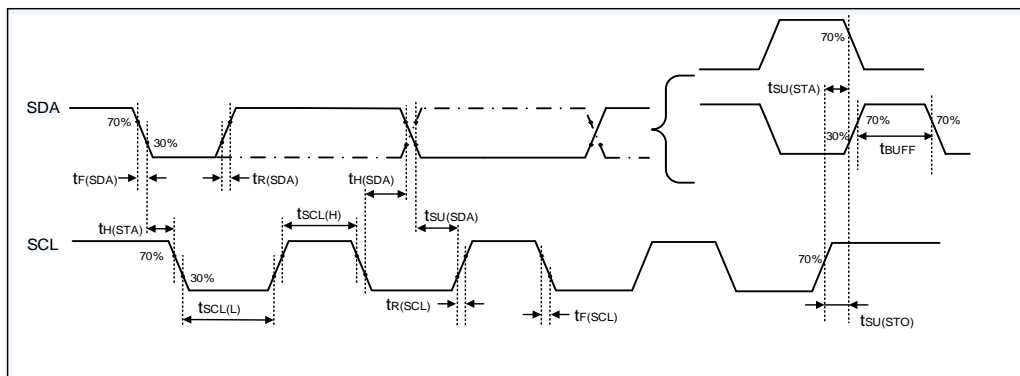 70%
tSU(STA)
SDA
70%
30%
30%
70%
70%
tBUFF
tF(SDA)
tR(SDA)
tH(SDA)
tH(STA)
tSCL(H)
tSU(SDA)
SCL
70%
30%
70%
tSCL(L)
tR(SCL)
tF(SCL)
tSU(STO)